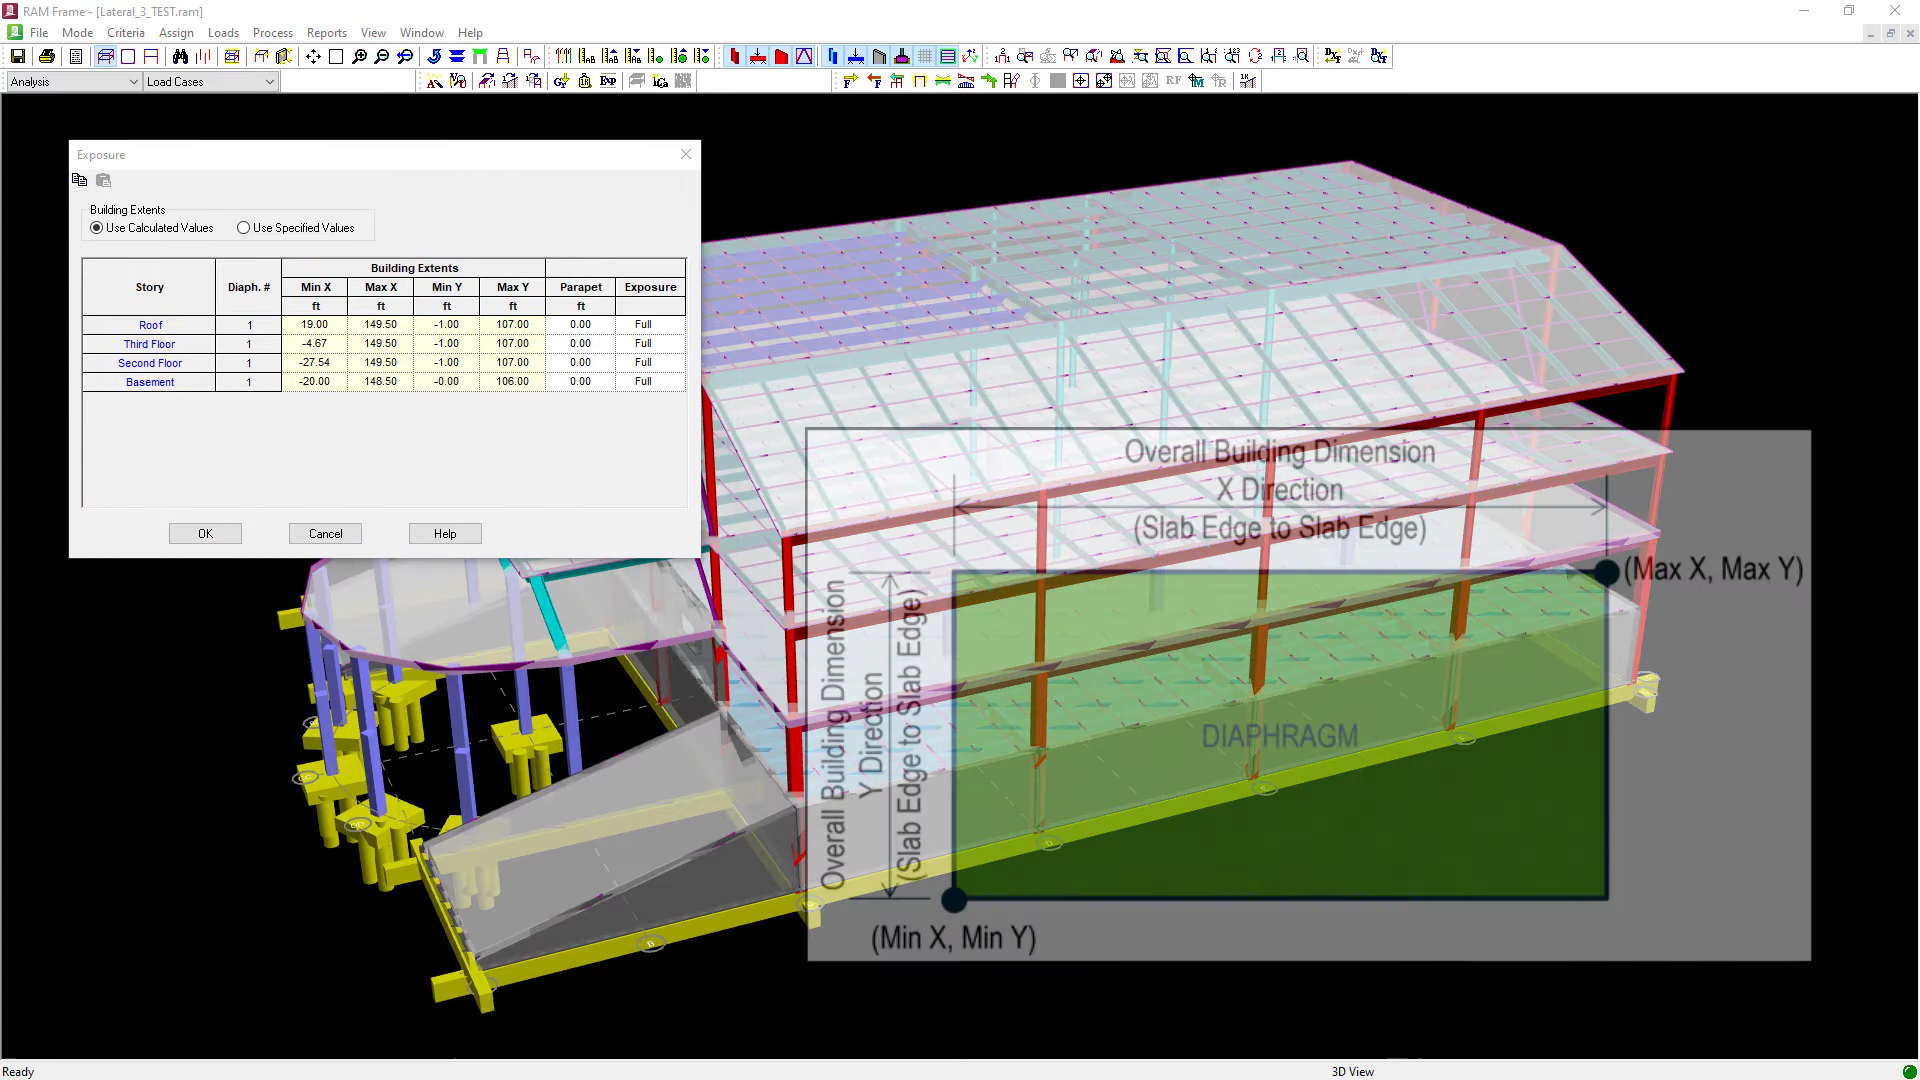 RAM Frame - [Lateral_3_TEST.ram]
File Mode Criteria Assign Loads Process Reports View Window Help
Analysis Load Cases
Exposure
Building Extents
Use Calculated Values Use Specified Values
Story Diaph. # Building Extents
Min X Max X Min Y Max Y Parapet Exposure
ft ft ft ft ft
Roof 1 19.00 149.50 -1.00 107.00 0.00 Full
Third Floor 1 -4.67 149.50 -1.00 107.00 0.00 Full
Second Floor 1 -27.54 149.50 -1.00 107.00 0.00 Full
Basement 1 -20.00 148.50 -0.00 106.00 0.00 Full
OK Cancel Help
Overall Building Dimension
X Direction
(Slab Edge to Slab Edge)
(Max X, Max Y)
Overall Building Dimension
Y Direction
(Slab Edge to Slab Edge)
DIAPHRAGM
(Min X, Min Y)
B
Ready 3D View